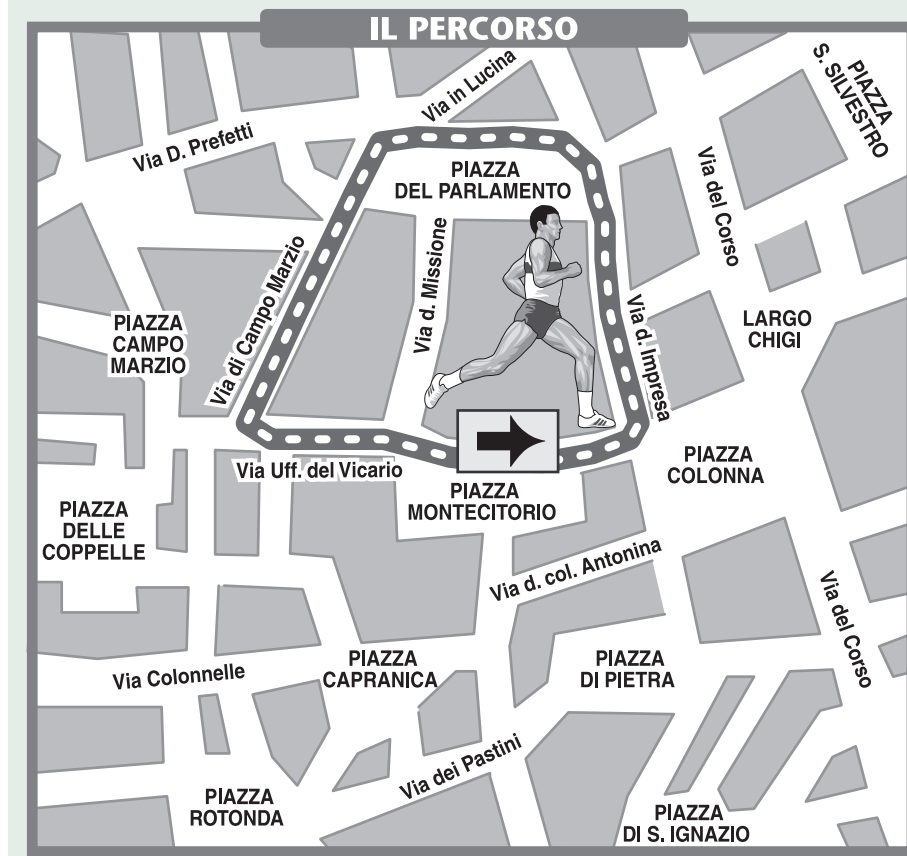 IL PERCORSO
Via in Lucina
PIAZZA
S. SILVESTRO
Via D. Prefetti
PIAZZA
DEL PARLAMENTO
Via del Corso
Via d. Missione
Via di Campo Marzio
PIAZZA
CAMPO
MARZIO
LARGO
CHIGI
Via d. Impresa
Via Uff. del Vicario
PIAZZA
COLONNA
PIAZZA
MONTECITORIO
PIAZZA
DELLE
COPPELLE
Via d. col. Antonina
Via del Corso
Via Colonnelle
PIAZZA
CAPRANICA
PIAZZA
DI PIETRA
Via dei Pastini
PIAZZA
ROTONDA
PIAZZA
DI S. IGNAZIO